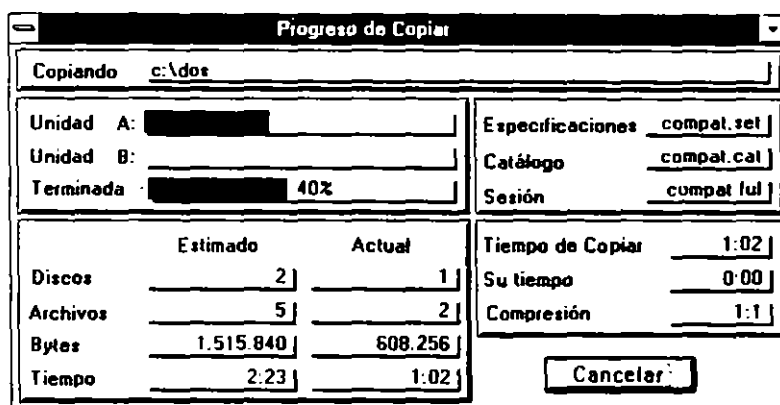 Progreso de Copiar
Copiando c:\dos
Unidad A:
Unidad B:
Terminada 40%
Especificaciones compat.set
Catálogo compat.cat
Sesión compat ful
Estimado Actual
Discos 2 1
Archivos 5 2
Bytes 1.515.840 608.256
Tiempo 2:23 1:02
Tiempo de Copiar 1:02
Su tiempo 0:00
Compresión 1:1
Cancelar